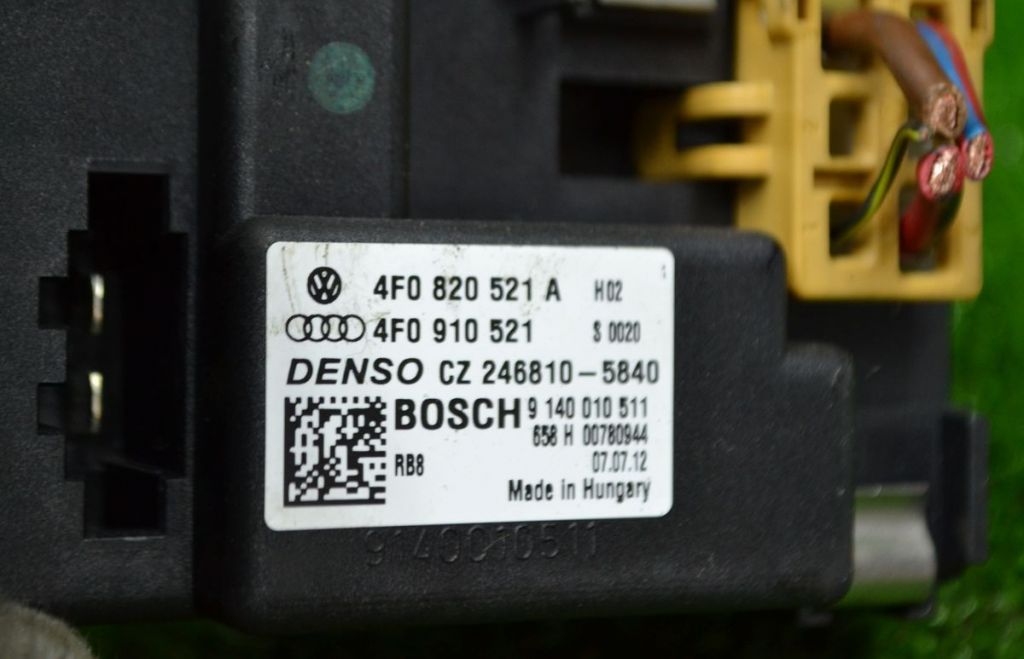 4F0 820 521 A H02
4F0 910 521 S 0020
DENSO CZ 246810-5840
BOSCH 9 140 010 511
658 H 00780944
RB8 07.07.12
Made in Hungary
9140010511